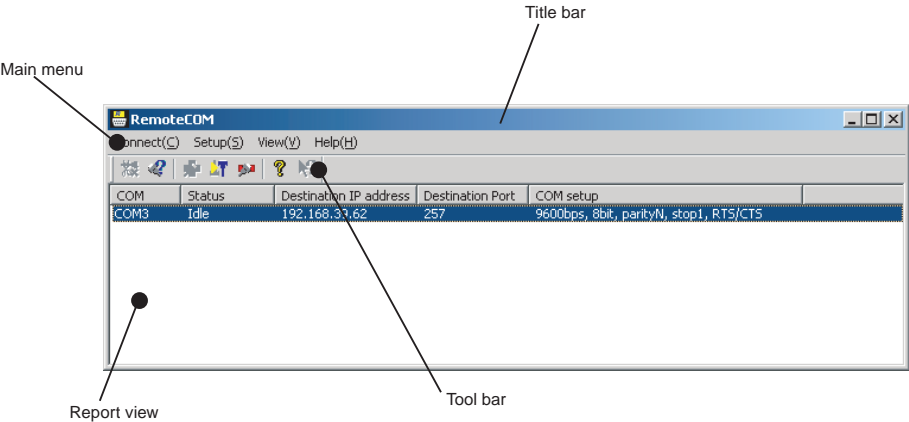 Title bar
Main menu
RemoteCOM
Connect(C) Setup(S) View(V) Help(H)
COM Status Destination IP address Destination Port COM setup
COM3 Idle 257 9600bps, 8bit, parityN, stop1, RTS/CTS
Tool bar
Report view